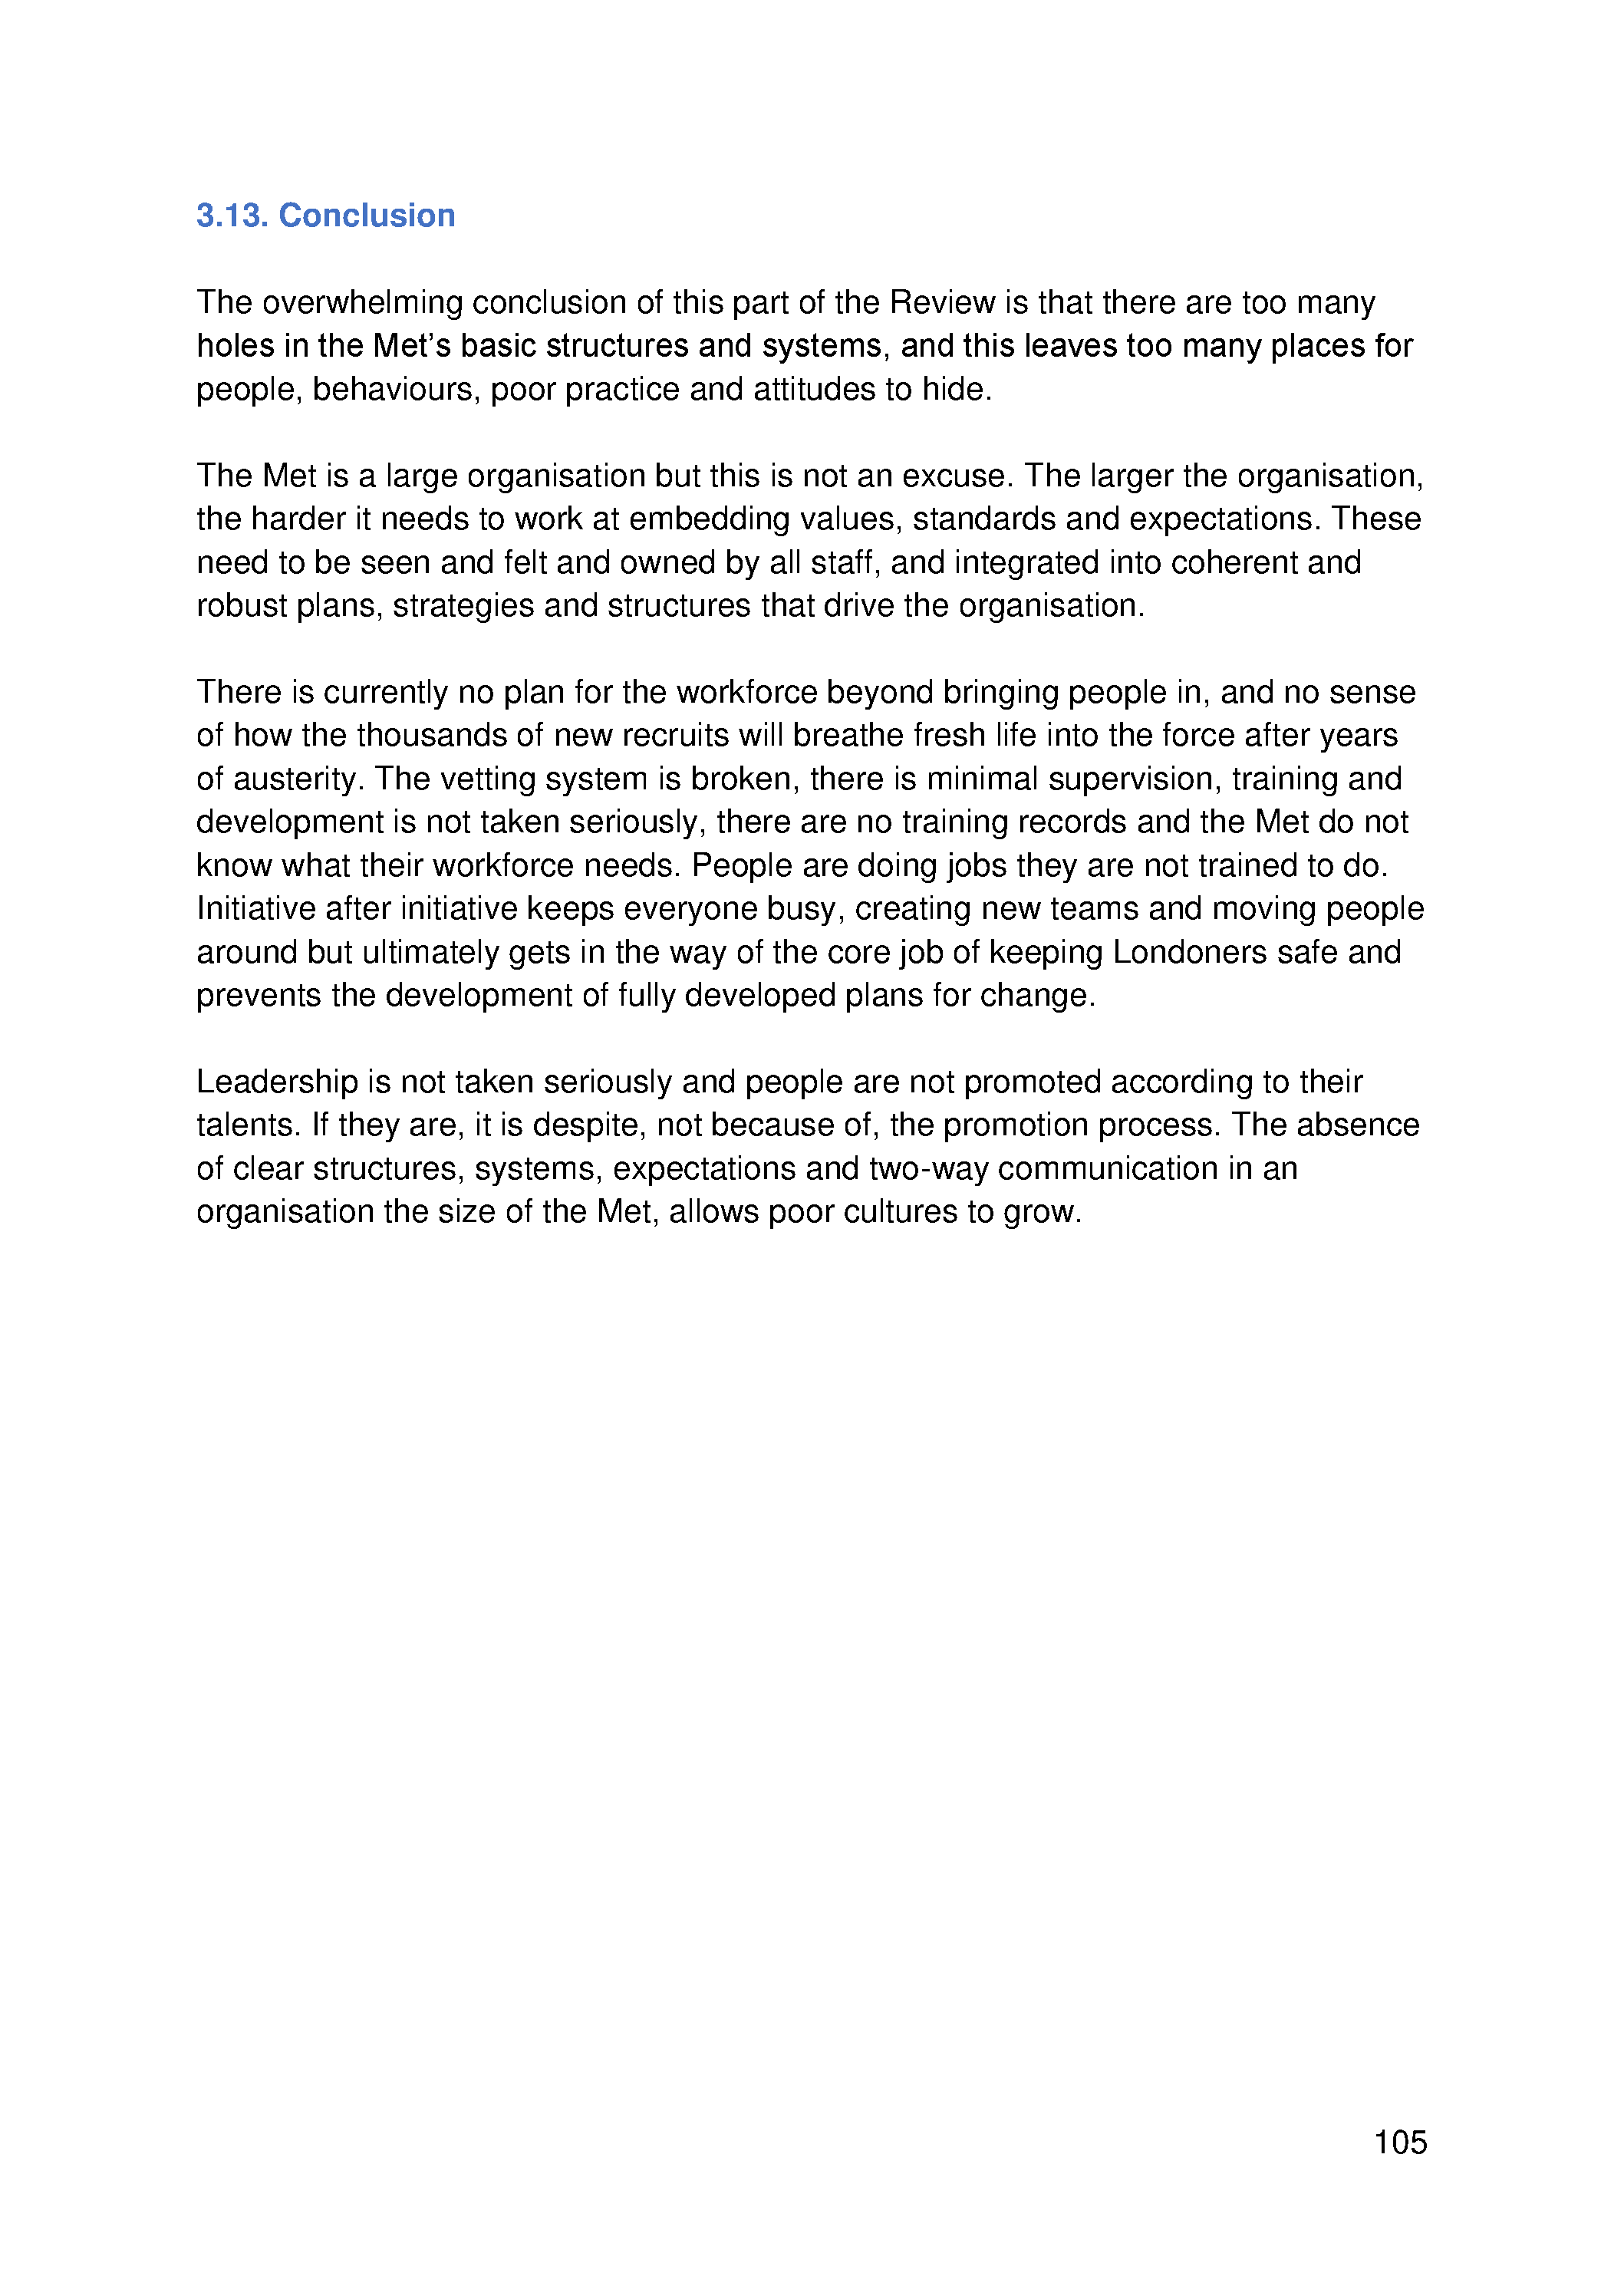 3.13. Conclusion
The overwhelming conclusion of this part of the Review is that there are too many
holes in the Met’s basic structures and systems, and this leaves too many places for
people, behaviours, poor practice and attitudes to hide.
The Met is a large organisation but this is not an excuse. The larger the organisation,
the harder it needs to work at embedding values, standards and expectations. These
need to be seen and felt and owned by all staff, and integrated into coherent and
robust plans, strategies and structures that drive the organisation.
There is currently no plan for the workforce beyond bringing people in, and no sense
of how the thousands of new recruits will breathe fresh life into the force after years
of austerity. The vetting system is broken, there is minimal supervision, training and
development is not taken seriously, there are no training records and the Met do not
know what their workforce needs. People are doing jobs they are not trained to do.
Initiative after initiative keeps everyone busy, creating new teams and moving people
around but ultimately gets in the way of the core job of keeping Londoners safe and
prevents the development of fully developed plans for change.
Leadership is not taken seriously and people are not promoted according to their
talents. If they are, it is despite, not because of, the promotion process. The absence
of clear structures, systems, expectations and two-way communication in an
organisation the size of the Met, allows poor cultures to grow.
105